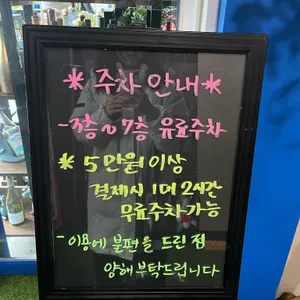 * 주차 안내 *
- 3층~7층 유료주차
* 5만원이상
결제시 1대 2시간
무료주차가능
- 이용에 불편을 드린 점
양해부탁드립니다